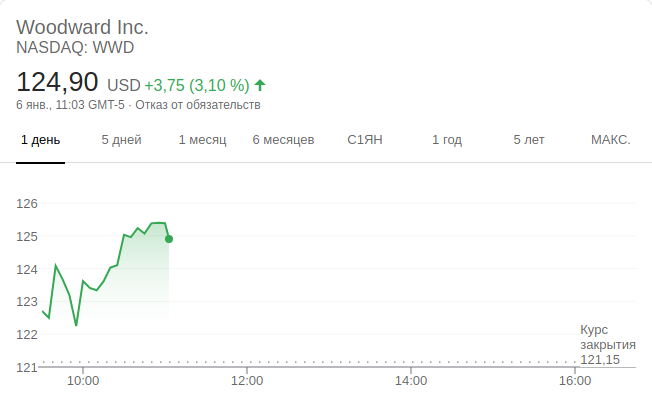 Woodward Inc.
NASDAQ: WWD
124,90 USD +3,75 (3,10 %)
6 янв., 11:03 GMT-5 · Отказ от обязательств
1 день 5 дней 1 месяц 6 месяцев С1ЯН 1 год 5 лет МАКС.
126
125
124
123
122
Курс
закрытия
121,15
121
10:00 12:00 14:00 16:00